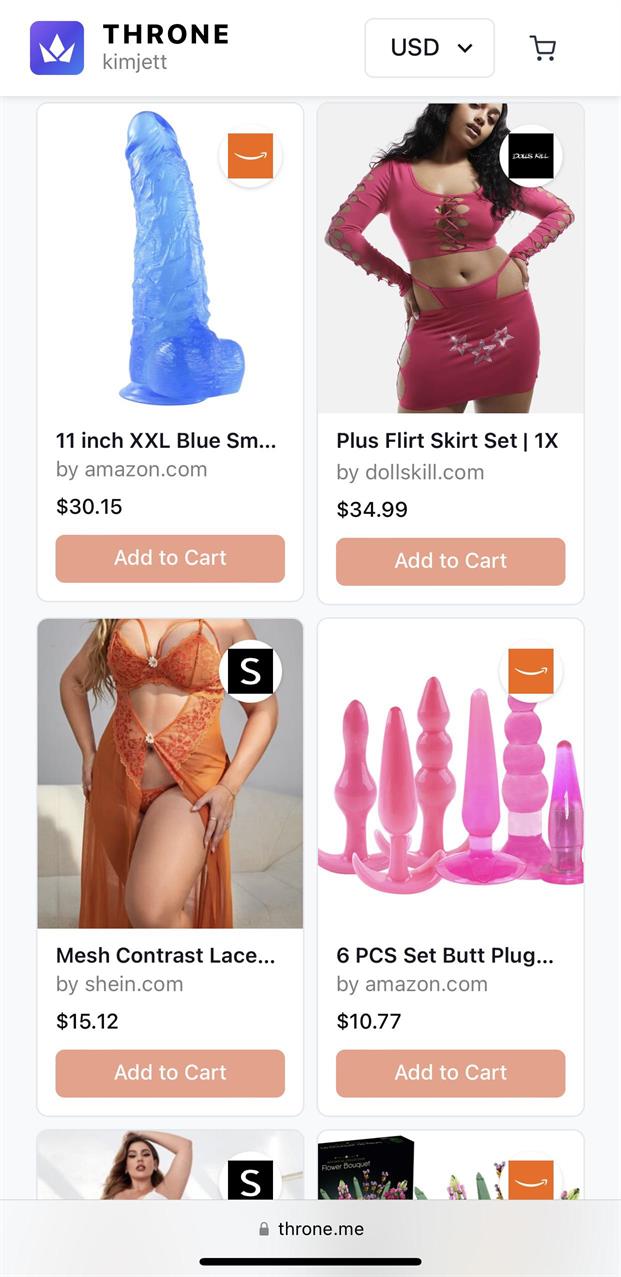 THRONE
kimjett
USD
DOLLS KILL
11 inch XXL Blue Sm...
by amazon.com
$30.15
Add to Cart
Plus Flirt Skirt Set | 1X
by dollskill.com
$34.99
Add to Cart
S
Mesh Contrast Lace...
by shein.com
$15.12
Add to Cart
6 PCS Set Butt Plug...
by amazon.com
$10.77
Add to Cart
S
Flower Bouquet
throne.me